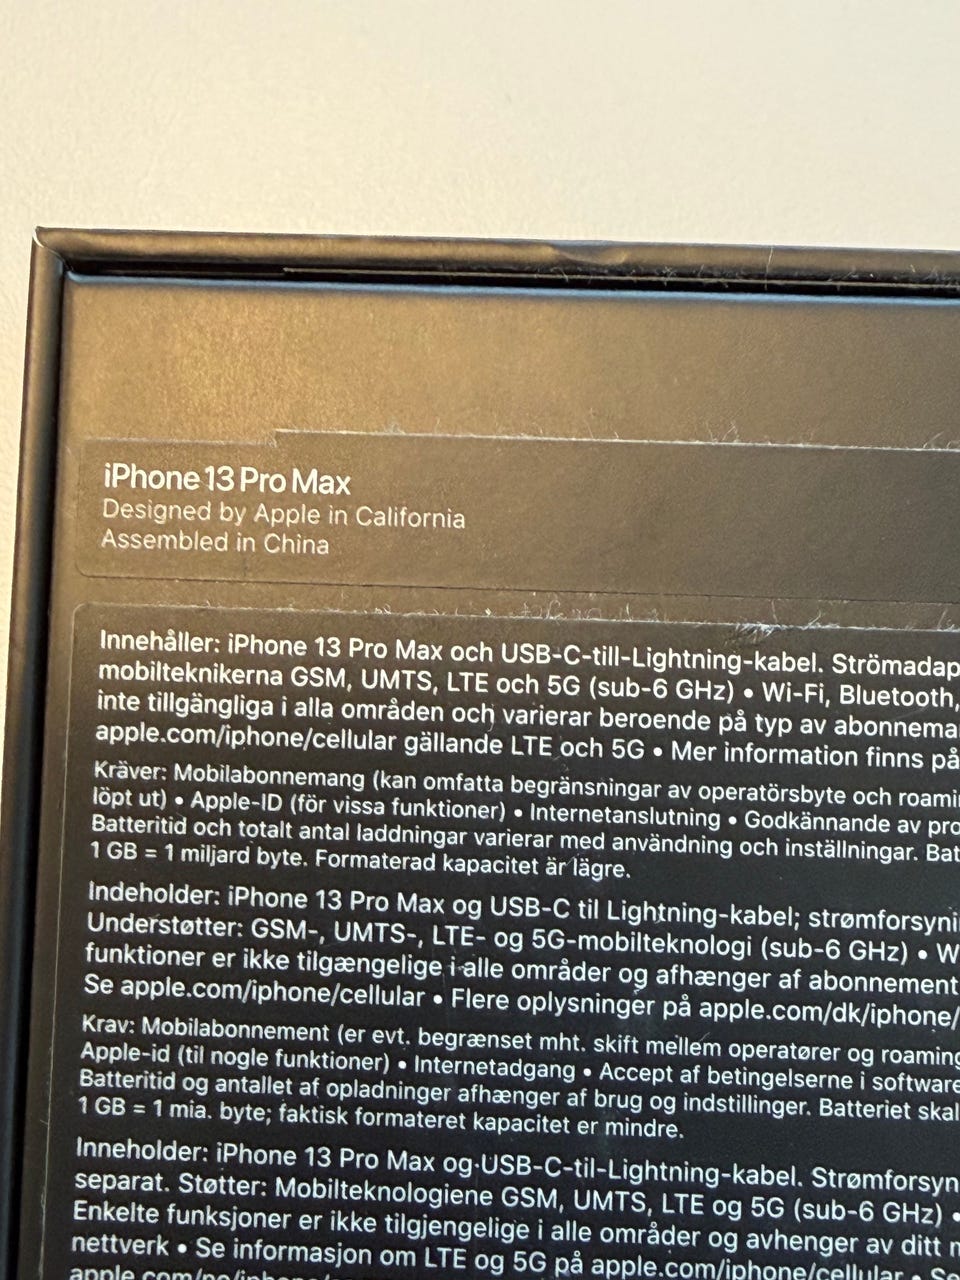 iPhone 13 Pro Max
Designed by Apple in California
Assembled in China
Innehåller: iPhone 13 Pro Max och USB-C-till-Lightning-kabel. Strömadap
mobilteknikerna GSM, UMTS, LTE och 5G (sub-6 GHz) • Wi-Fi, Bluetooth,
inte tillgängliga i alla områden och varierar beroende på typ av abonnema
apple.com/iphone/cellular gällande LTE och 5G • Mer information finns på
Kräver: Mobilabonnemang (kan omfatta begränsningar av operatörsbyte och roami
löpt ut) • Apple-ID (för vissa funktioner) • Internetanslutning • Godkännande av pro
Batteritid och totalt antal laddningar varierar med användning och inställningar. Bat
1 GB = 1 miljard byte. Formaterad kapacitet är lägre.
Indeholder: iPhone 13 Pro Max og USB-C til Lightning-kabel; strømforsyni
Understøtter: GSM-, UMTS-, LTE- og 5G-mobilteknologi (sub-6 GHz) • W
funktioner er ikke tilgængelige i alle områder og afhænger af abonnement
Se apple.com/iphone/cellular • Flere oplysninger på apple.com/dk/iphone/
Krav: Mobilabonnement (er evt. begrænset mht. skift mellem operatører og roaming
Apple-id (til nogle funktioner) • Internetadgang • Accept af betingelserne i software
Batteritid og antallet af opladninger afhænger af brug og indstillinger. Batteriet skal
1 GB = 1 mia. byte; faktisk formateret kapacitet er mindre.
Inneholder: iPhone 13 Pro Max og USB-C-til-Lightning-kabel. Strømforsyn
separat. Støtter: Mobilteknologiene GSM, UMTS, LTE og 5G (sub-6 GHz) •
Enkelte funksjoner er ikke tilgjengelige i alle områder og avhenger av ditt
nettverk • Se informasjon om LTE og 5G på apple.com/iphone/cellular • Se